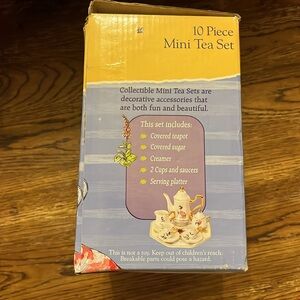 10 Piece
Mini Tea Set
Collectible Mini Tea Sets are
decorative accessories that
are both fun and beautiful.
This set includes:
Covered teapot
Covered sugar
Creamer
2 Cups and saucers
Serving platter
This is not a toy. Keep out of children's reach.
Breakable parts could pose a hazard.